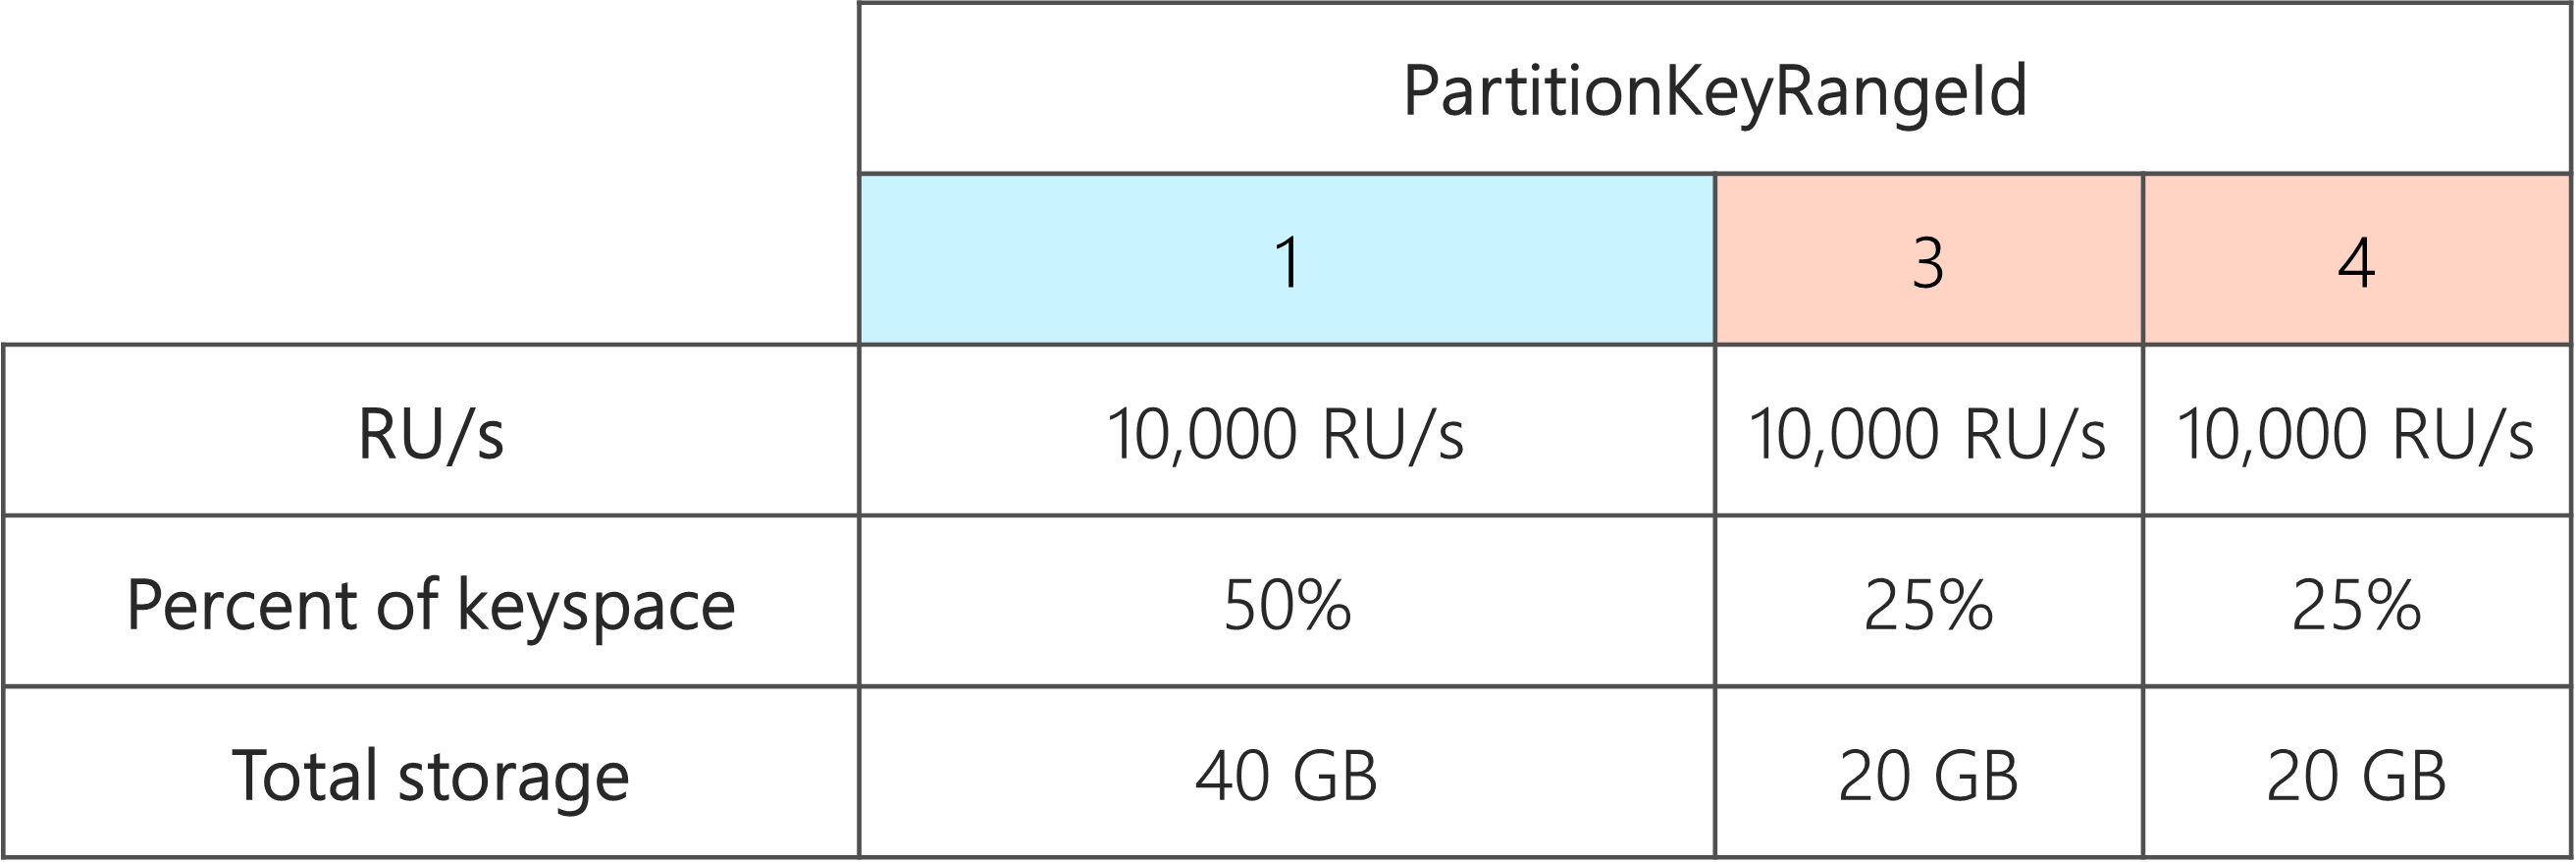 PartitionKeyRangeId
1 3 4
RU/s 10,000 RU/s 10,000 RU/s 10,000 RU/s
Percent of keyspace 50% 25% 25%
Total storage 40 GB 20 GB 20 GB